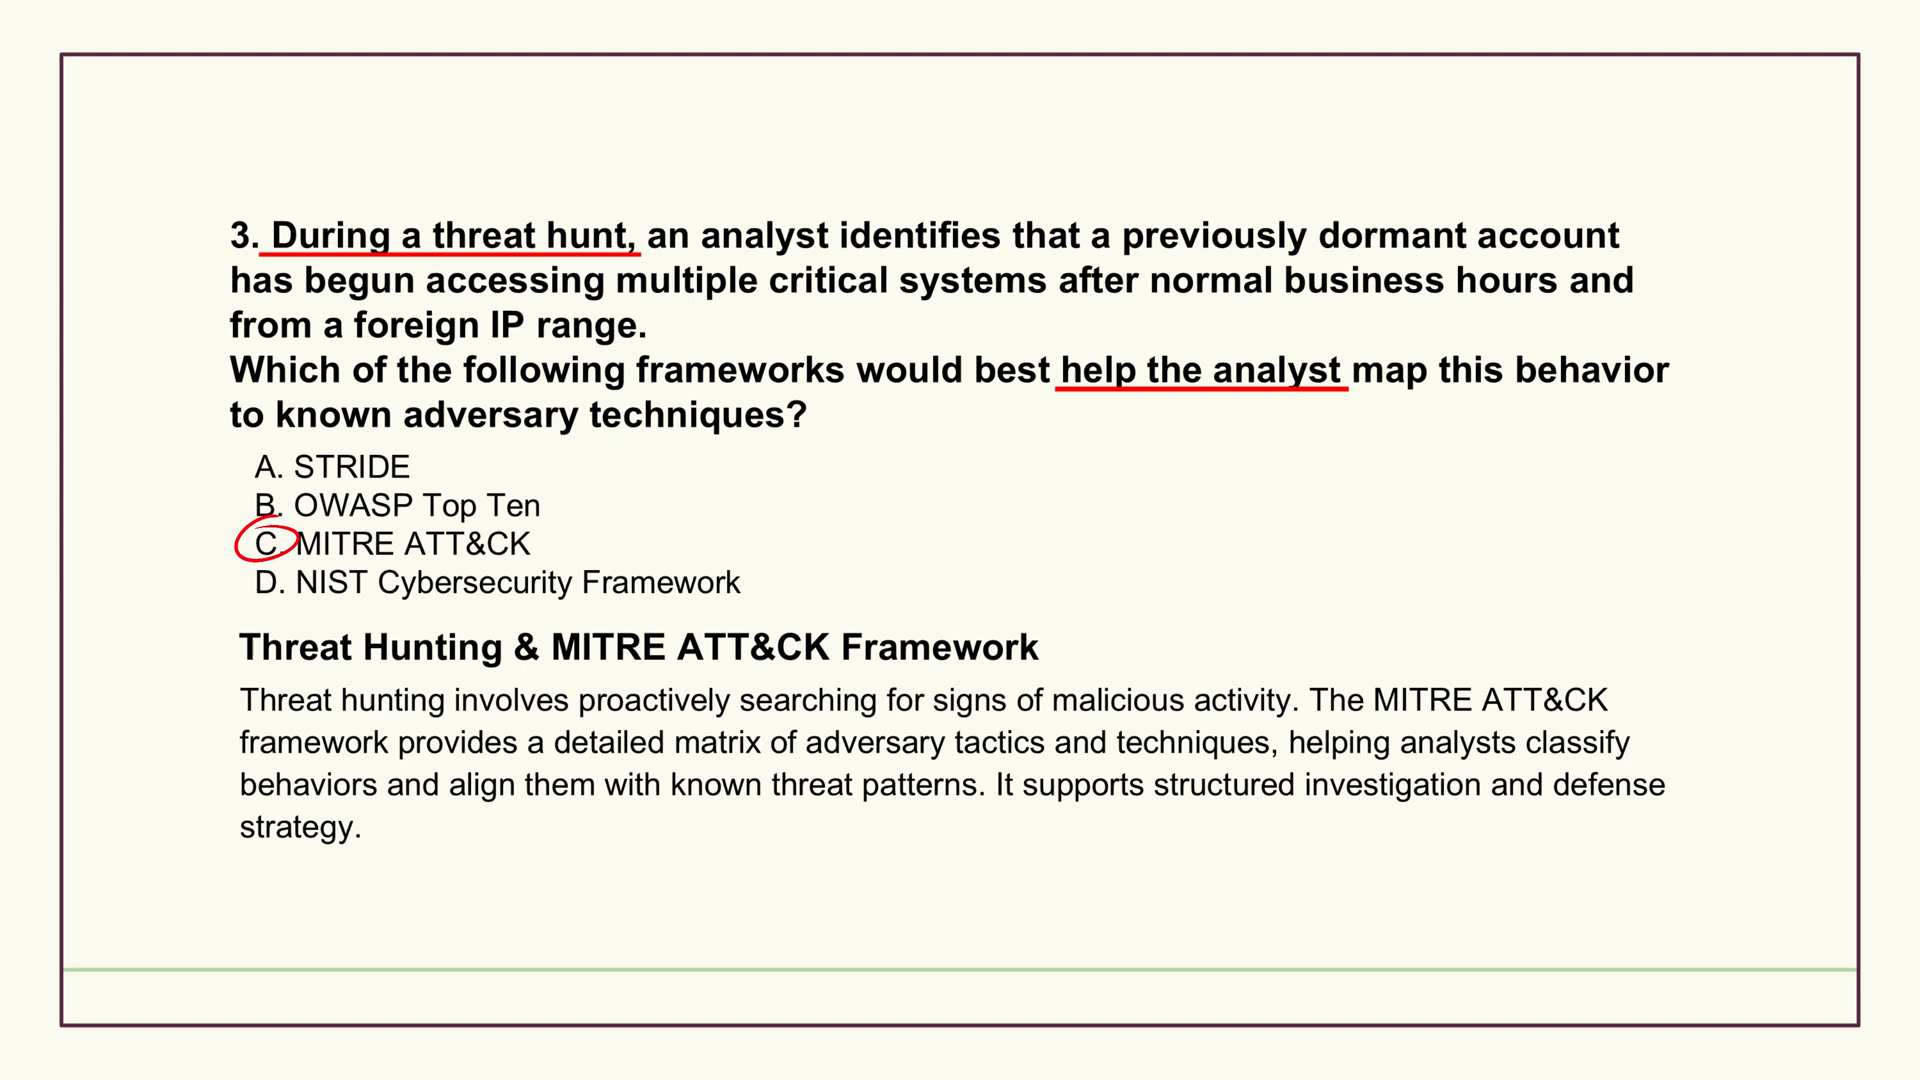 3. During a threat hunt, an analyst identifies that a previously dormant account
has begun accessing multiple critical systems after normal business hours and
from a foreign IP range.
Which of the following frameworks would best help the analyst map this behavior
to known adversary techniques?
A. STRIDE
B. OWASP Top Ten
C. MITRE ATT&CK
D. NIST Cybersecurity Framework
Threat Hunting & MITRE ATT&CK Framework
Threat hunting involves proactively searching for signs of malicious activity. The MITRE ATT&CK
framework provides a detailed matrix of adversary tactics and techniques, helping analysts classify
behaviors and align them with known threat patterns. It supports structured investigation and defense
strategy.